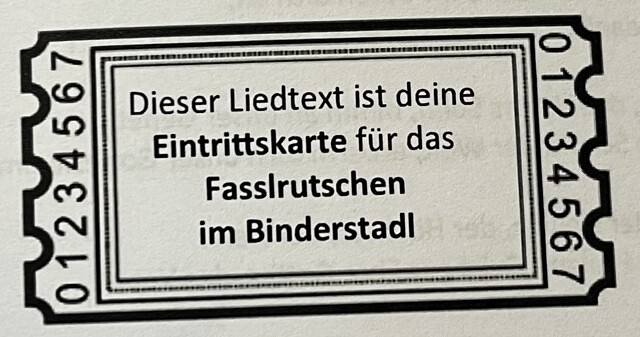 Dieser Liedtext ist deine
Eintrittskarte für das
Fasslrutschen
im Binderstadl
01234567
01234567